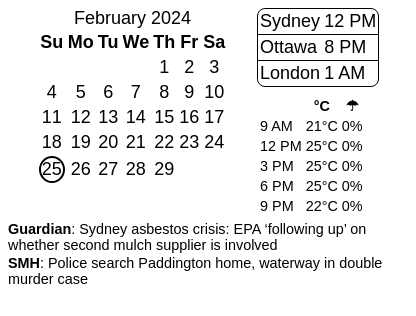 February 2024
Su Mo Tu We Th Fr Sa
1 2 3
4 5 6 7 8 9 10
11 12 13 14 15 16 17
18 19 20 21 22 23 24
25 26 27 28 29
Sydney 12 PM
Ottawa 8 PM
London 1 AM
°C ☂
9 AM 21°C 0%
12 PM 25°C 0%
3 PM 25°C 0%
6 PM 25°C 0%
9 PM 22°C 0%
Guardian: Sydney asbestos crisis: EPA ‘following up’ on
whether second mulch supplier is involved
SMH: Police search Paddington home, waterway in double
murder case